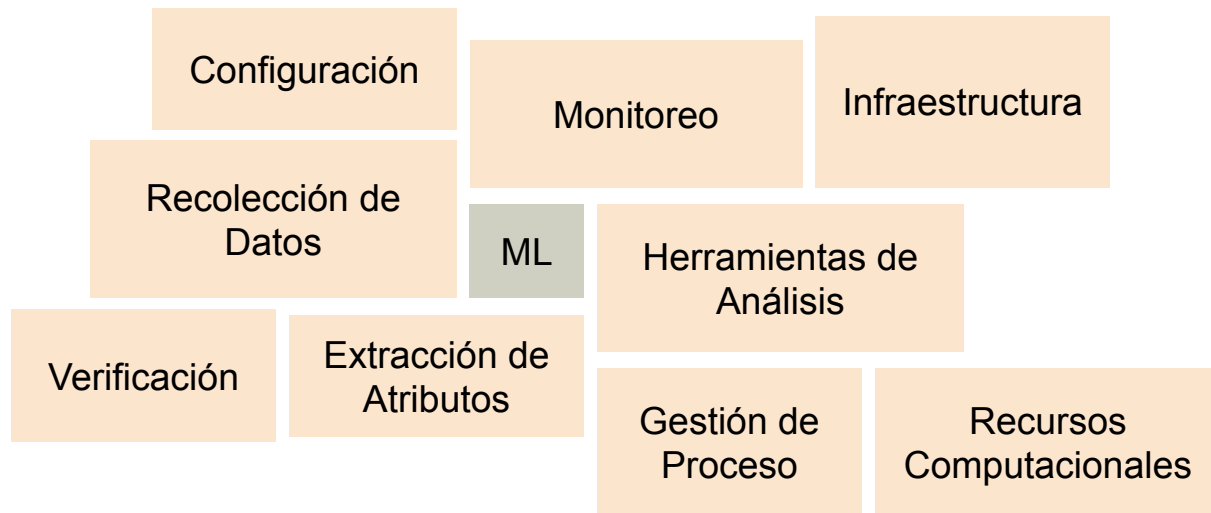 Configuración
Monitoreo
Infraestructura
Recolección de
Datos
ML
Herramientas de
Análisis
Verificación
Extracción de
Atributos
Gestión de
Proceso
Recursos
Computacionales